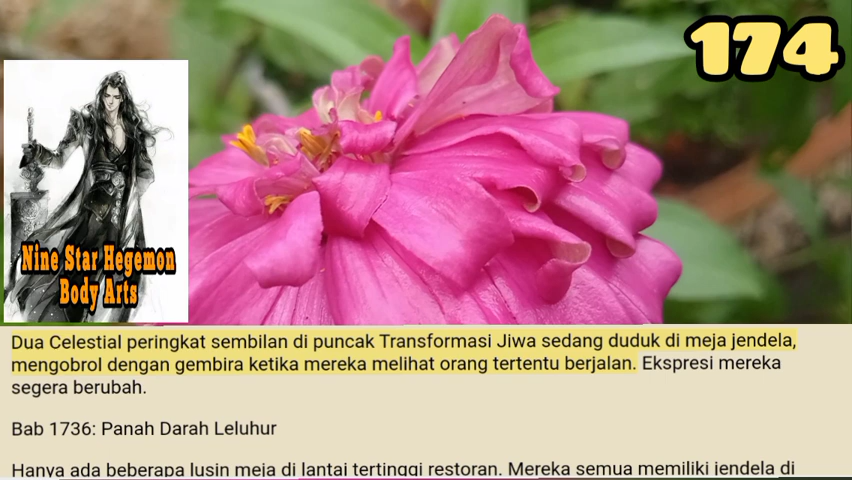 174
Nine Star Hegemon
Body Arts
Dua Celestial peringkat sembilan di puncak Transformasi Jiwa sedang duduk di meja jendela,
mengobrol dengan gembira ketika mereka melihat orang tertentu berjalan. Ekspresi mereka
segera berubah.
Bab 1736: Panah Darah Leluhur
Hanya ada beberapa lusin meja di lantai tertinggi restoran. Mereka semua memiliki jendela di